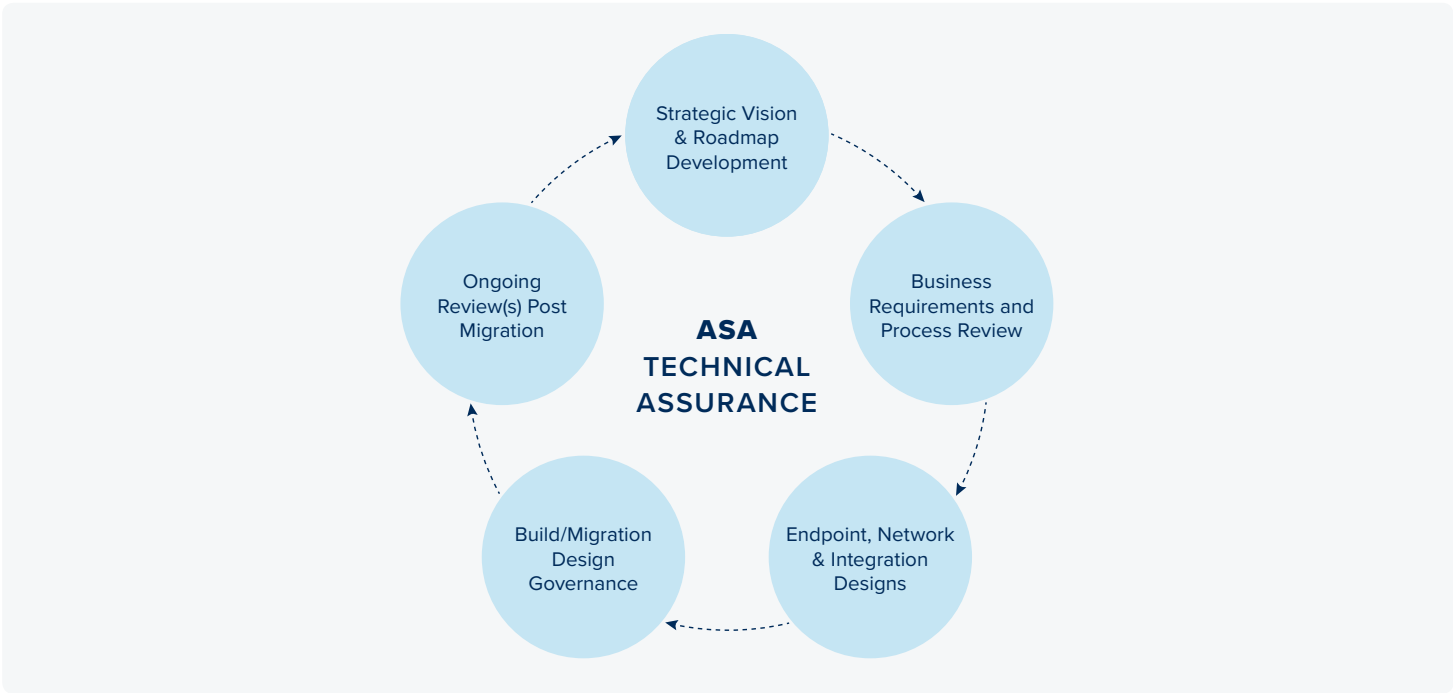 Strategic Vision
& Roadmap
Development
Business
Requirements and
Process Review
Endpoint, Network
& Integration
Designs
Build/Migration
Design
Governance
Ongoing
Review(s) Post
Migration
ASA
TECHNICAL
ASSURANCE